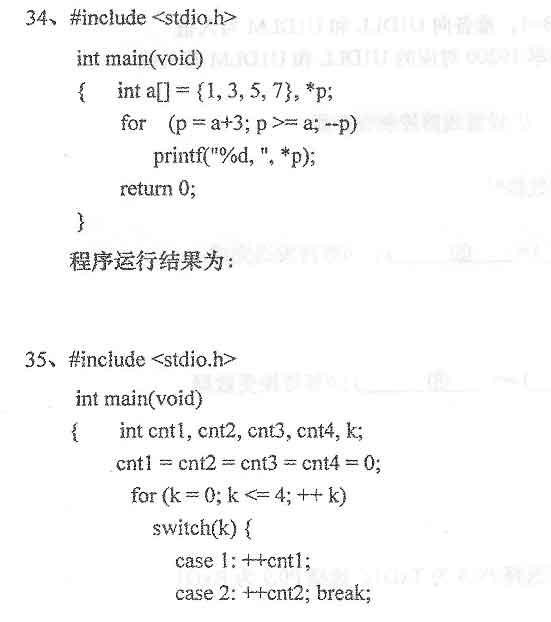 34、#include <stdio.h>
int main(void)
{ int a[] = {1, 3, 5, 7}, *p;
for (p = a+3; p >= a; --p)
printf("%d, ", *p);
return 0;
}
程序运行结果为：
35、#include <stdio.h>
int main(void)
{ int cnt1, cnt2, cnt3, cnt4, k;
cnt1 = cnt2 = cnt3 = cnt4 = 0;
for (k = 0; k <= 4; ++ k)
switch(k) {
case 1: ++cnt1;
case 2: ++cnt2; break;